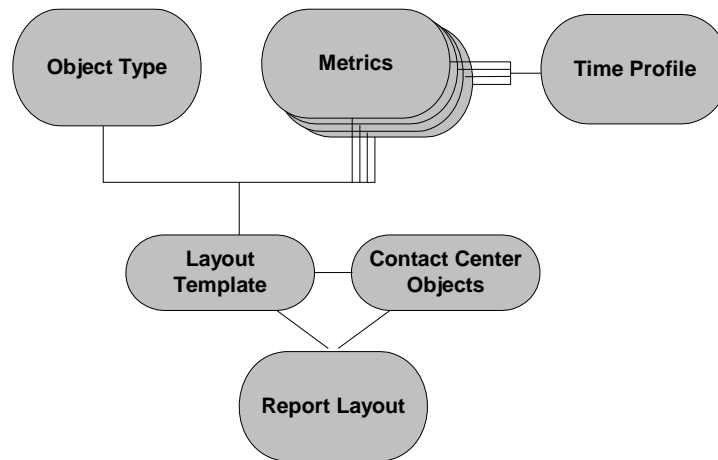 Object Type
Metrics
Time Profile
Layout
Template
Contact Center
Objects
Report Layout